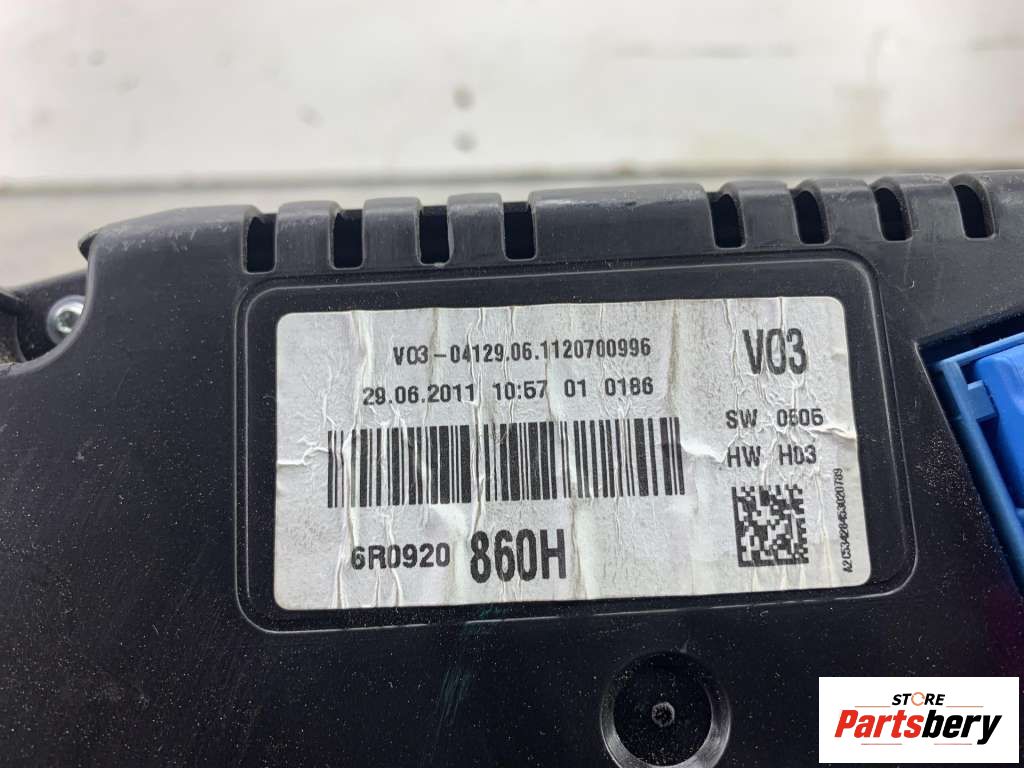 V03-04129.06.1120700996
29.06.2011 10:57 01 0186
V03
SW 0505
HW H03
6R0920 860H
STORE
Partsbery